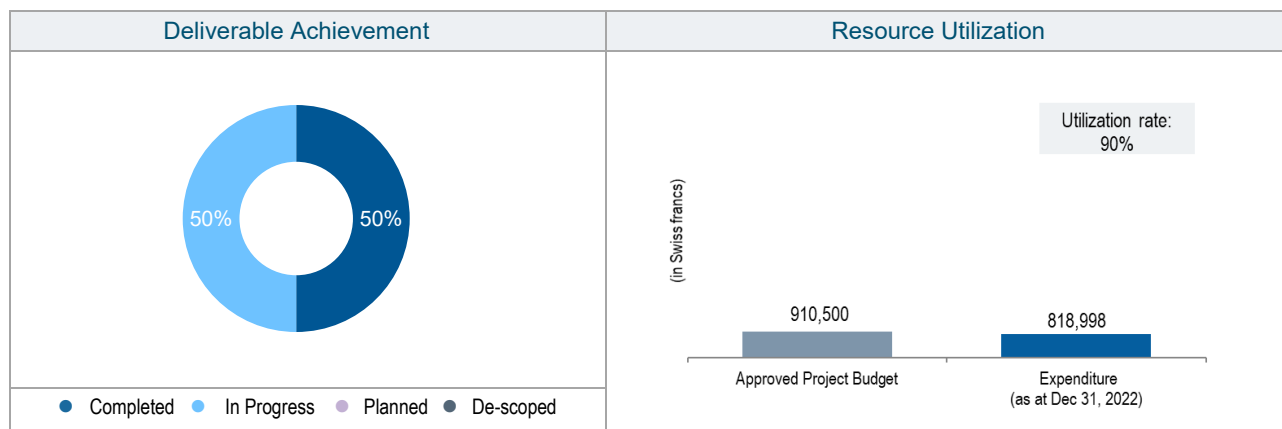 Deliverable Achievement
Resource Utilization
50%
50%
Completed
In Progress
Planned
De-scoped
Utilization rate:
90%
(in Swiss francs)
910,500
818,998
Approved Project Budget
Expenditure
(as at Dec 31, 2022)